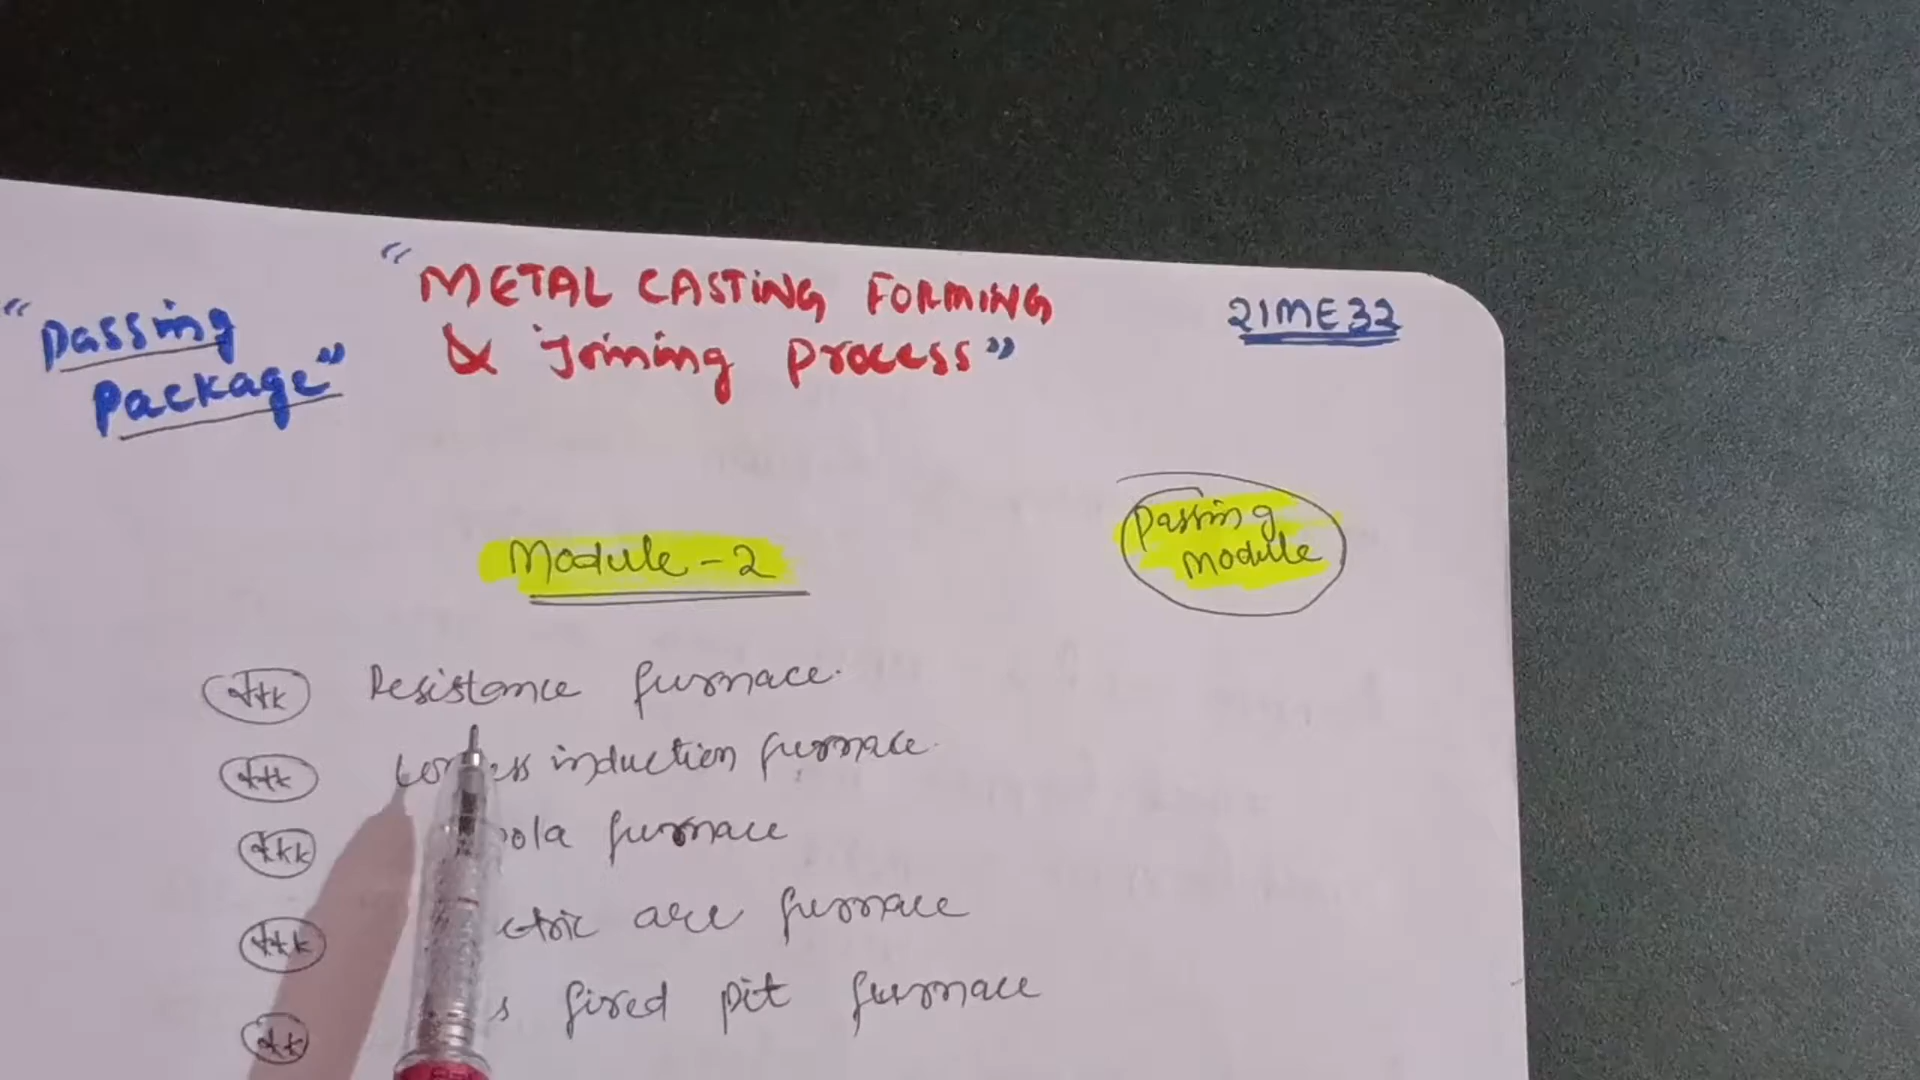 "METAL CASTING FORMING
& Joining process"
21ME32
"Passing
Package"
Module-2
Passing
Module
Resistance furnace.
induction furnace.
furnace
arc furnace
fired pit furnace